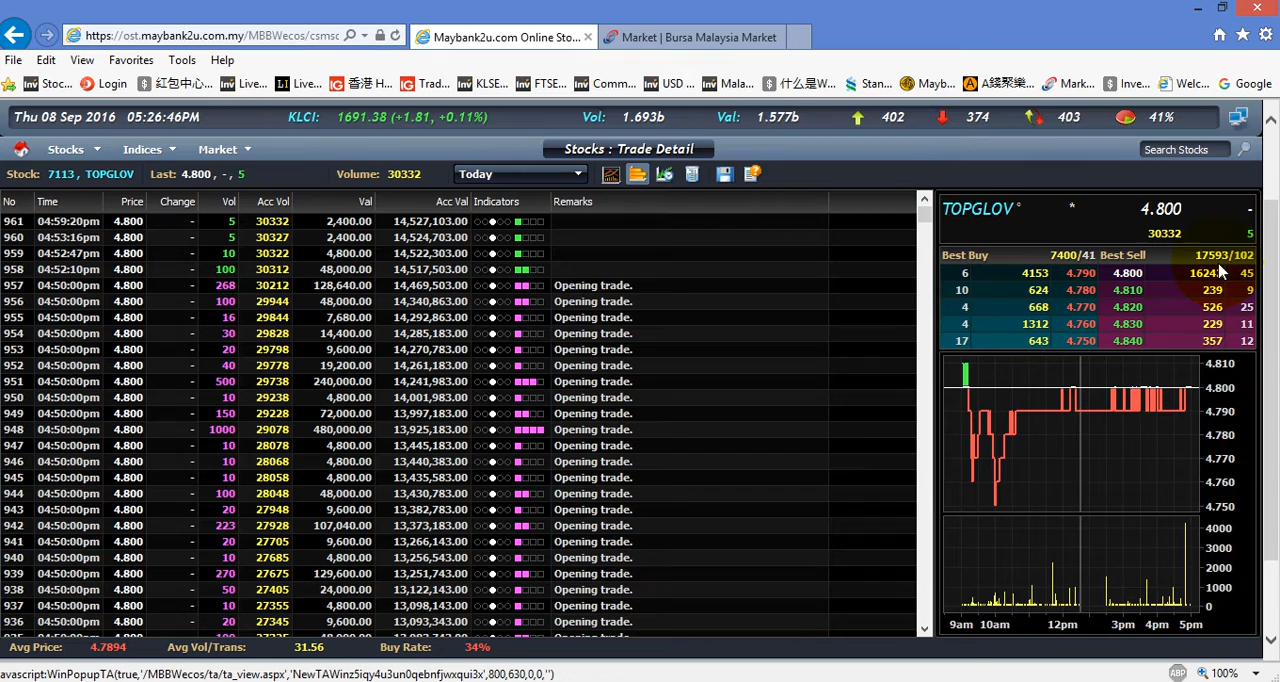 https://ost.maybank2u.com.my/MBBWecos/csmsc
Maybank2u.com Online Sto...
Market | Bursa Malaysia Market
File Edit View Favorites Tools Help
Stoc... Login 红包中心... Live... Live... 香港 H... Trad... KLSE... FTSE... Comm... USD ... Mala... 什么是W... Stan... Mayb... A錢聚樂... Mark... Inve... Welc... Google
Thu 08 Sep 2016 05:26:46PM KLCI: 1691.38 (+1.81, +0.11%) Vol: 1.693b Val: 1.577b 402 374 403 41%
Stocks Indices Market Stocks : Trade Detail Search Stocks
Stock: 7113, TOPGLOV Last: 4.800 , - , 5 Volume: 30332 Today
No Time Price Change Vol Acc Vol Val Acc Val Indicators Remarks
961 04:59:20pm 4.800 - 5 30332 2,400.00 14,527,103.00
960 04:53:16pm 4.800 - 5 30327 2,400.00 14,524,703.00
959 04:52:47pm 4.800 - 10 30322 4,800.00 14,522,303.00
958 04:52:10pm 4.800 - 100 30312 48,000.00 14,517,503.00
957 04:50:00pm 4.800 - 268 30212 128,640.00 14,469,503.00 Opening trade.
956 04:50:00pm 4.800 - 100 29944 48,000.00 14,340,863.00 Opening trade.
955 04:50:00pm 4.800 - 16 29844 7,680.00 14,292,863.00 Opening trade.
954 04:50:00pm 4.800 - 30 29828 14,400.00 14,285,183.00 Opening trade.
953 04:50:00pm 4.800 - 20 29798 9,600.00 14,270,783.00 Opening trade.
952 04:50:00pm 4.800 - 40 29778 19,200.00 14,261,183.00 Opening trade.
951 04:50:00pm 4.800 - 500 29738 240,000.00 14,241,983.00 Opening trade.
950 04:50:00pm 4.800 - 10 29238 4,800.00 14,001,983.00 Opening trade.
949 04:50:00pm 4.800 - 150 29228 72,000.00 13,997,183.00 Opening trade.
948 04:50:00pm 4.800 - 1000 29078 480,000.00 13,925,183.00 Opening trade.
947 04:50:00pm 4.800 - 10 28078 4,800.00 13,445,183.00 Opening trade.
946 04:50:00pm 4.800 - 10 28068 4,800.00 13,440,383.00 Opening trade.
945 04:50:00pm 4.800 - 10 28058 4,800.00 13,435,583.00 Opening trade.
944 04:50:00pm 4.800 - 100 28048 48,000.00 13,430,783.00 Opening trade.
943 04:50:00pm 4.800 - 20 27948 9,600.00 13,382,783.00 Opening trade.
942 04:50:00pm 4.800 - 223 27928 107,040.00 13,373,183.00 Opening trade.
941 04:50:00pm 4.800 - 20 27705 9,600.00 13,266,143.00 Opening trade.
940 04:50:00pm 4.800 - 10 27685 4,800.00 13,256,543.00 Opening trade.
939 04:50:00pm 4.800 - 270 27675 129,600.00 13,251,743.00 Opening trade.
938 04:50:00pm 4.800 - 50 27405 24,000.00 13,122,143.00 Opening trade.
937 04:50:00pm 4.800 - 10 27355 4,800.00 13,098,143.00 Opening trade.
936 04:50:00pm 4.800 - 20 27345 9,600.00 13,093,343.00 Opening trade.
Avg Price: 4.7894 Avg Vol/Trans: 31.56 Buy Rate: 34%
TOPGLOV * 4.800 -
30332 5
Best Buy 7400/41 Best Sell 17593/102
6 4153 4.790 4.800 45
10 624 4.780 4.810 239 9
4 668 4.770 4.820 526 25
4 1312 4.760 4.830 229 11
17 643 4.750 4.840 357 12
4.810
4.800
4.790
4.780
4.770
4.760
4.750
4000
3000
2000
1000
0
9am 10am 12pm 3pm 4pm 5pm
avascript:WinPopupTA(true,'/MBBWecos/ta/ta_view.aspx','NewTAWinz5iqy4u3un0qebnfjwxqui3x',800,630,0,0,'')
ABP 100%